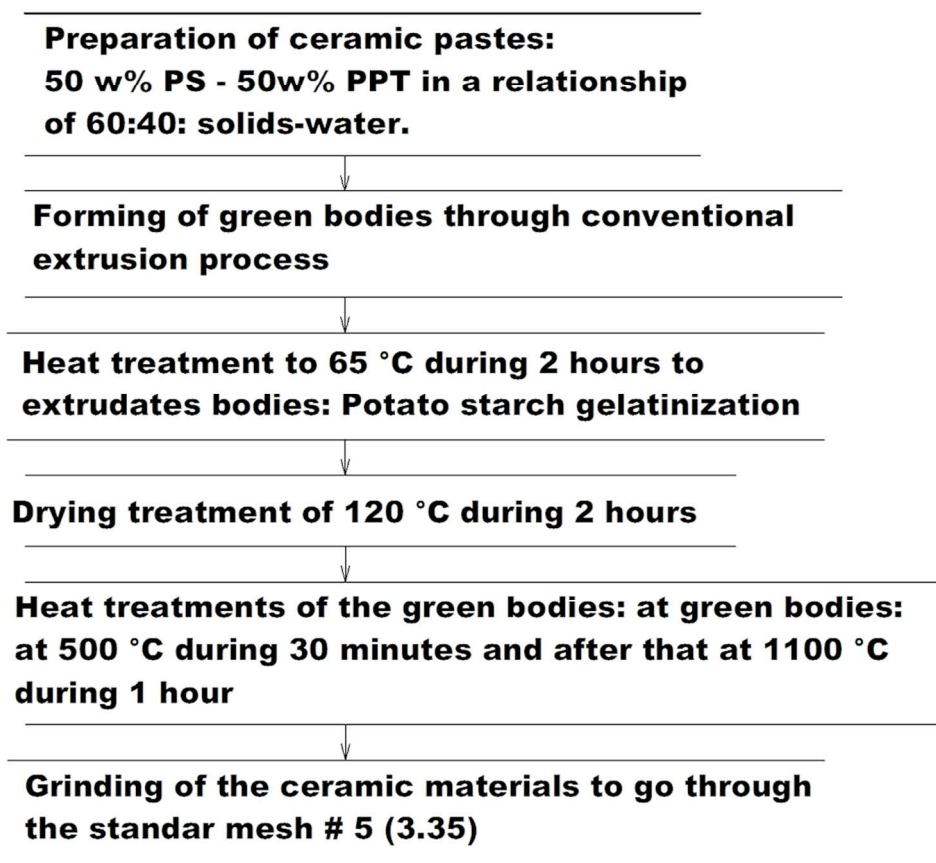 Preparation of ceramic pastes:
50 w% PS - 50w% PPT in a relationship
of 60:40: solids-water.
Forming of green bodies through conventional
extrusion process
Heat treatment to 65 °C during 2 hours to
extrudates bodies: Potato starch gelatinization
Drying treatment of 120 °C during 2 hours
Heat treatments of the green bodies: at green bodies:
at 500 °C during 30 minutes and after that at 1100 °C
during 1 hour
Grinding of the ceramic materials to go through
the standar mesh # 5 (3.35)